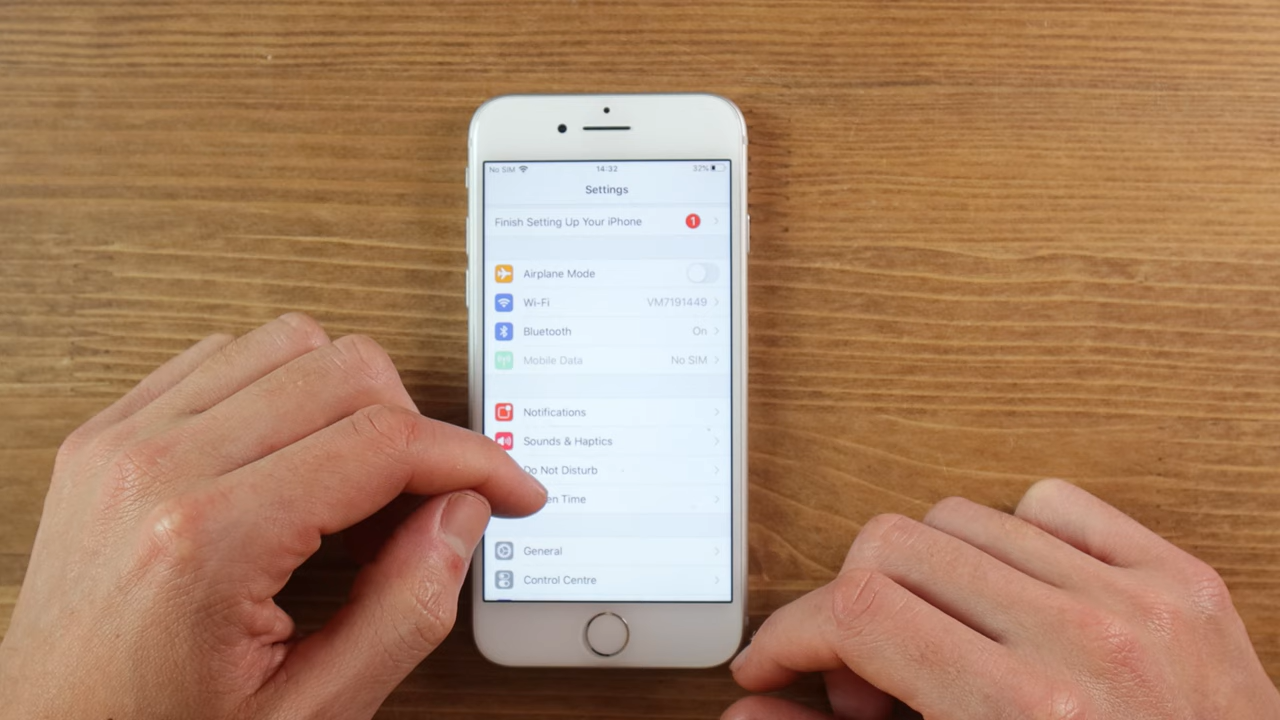 No SIM 14:32 32%
Settings
Finish Setting Up Your iPhone 1
Airplane Mode
Wi-Fi VM7191449
Bluetooth On
Mobile Data No SIM
Notifications
Sounds & Haptics
Do Not Disturb
Time
General
Control Centre